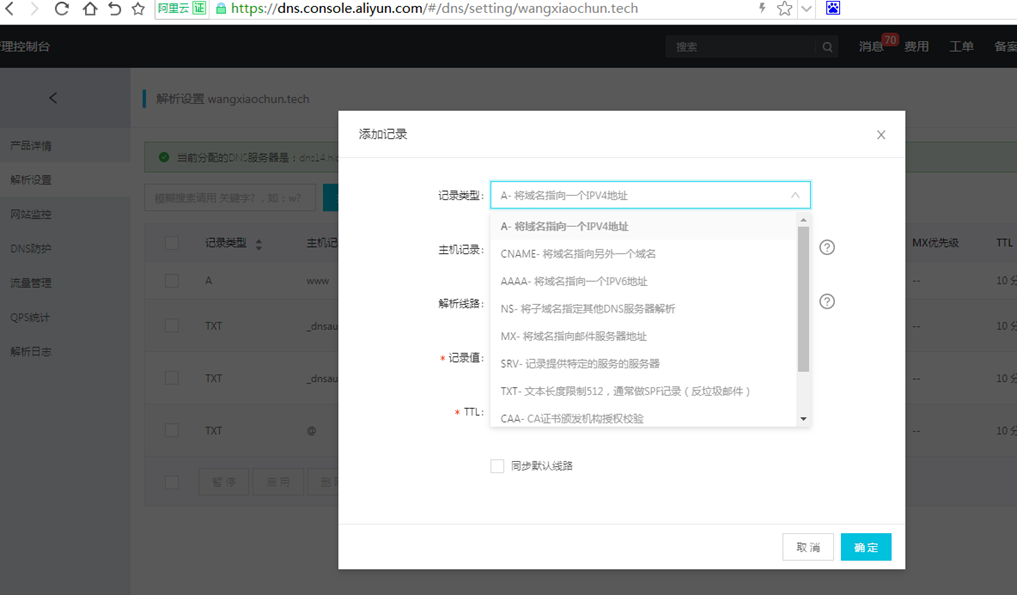 阿里云 证 https://dns.console.aliyun.com/#/dns/setting/wangxiaochun.tech
理控制台 搜索 消息 70 费用 工单 备案
解析设置 wangxiaochun.tech
产品详情
解析设置
网站监控
DNS防护
流量管理
QPS统计
解析日志
当前分配的DNS服务器是：dns14.hic
模糊搜索请用 关键字?，如：w?
记录类型 主机记 MX优先级 TTL
A www -- 10 分
TXT _dnsau -- 10 分
TXT _dnsau -- 10 分
TXT @ -- 10 分
暂停 启用
添加记录
记录类型： A- 将域名指向一个IPV4地址
A- 将域名指向一个IPV4地址
CNAME- 将域名指向另外一个域名
AAAA- 将域名指向一个IPV6地址
NS- 将子域名指定其他DNS服务器解析
MX- 将域名指向邮件服务器地址
SRV- 记录提供特定的服务的服务器
TXT- 文本长度限制512，通常做SPF记录（反垃圾邮件）
CAA- CA证书颁发机构授权校验
主机记录：
解析线路：
* 记录值：
* TTL：
同步默认线路
取消 确定